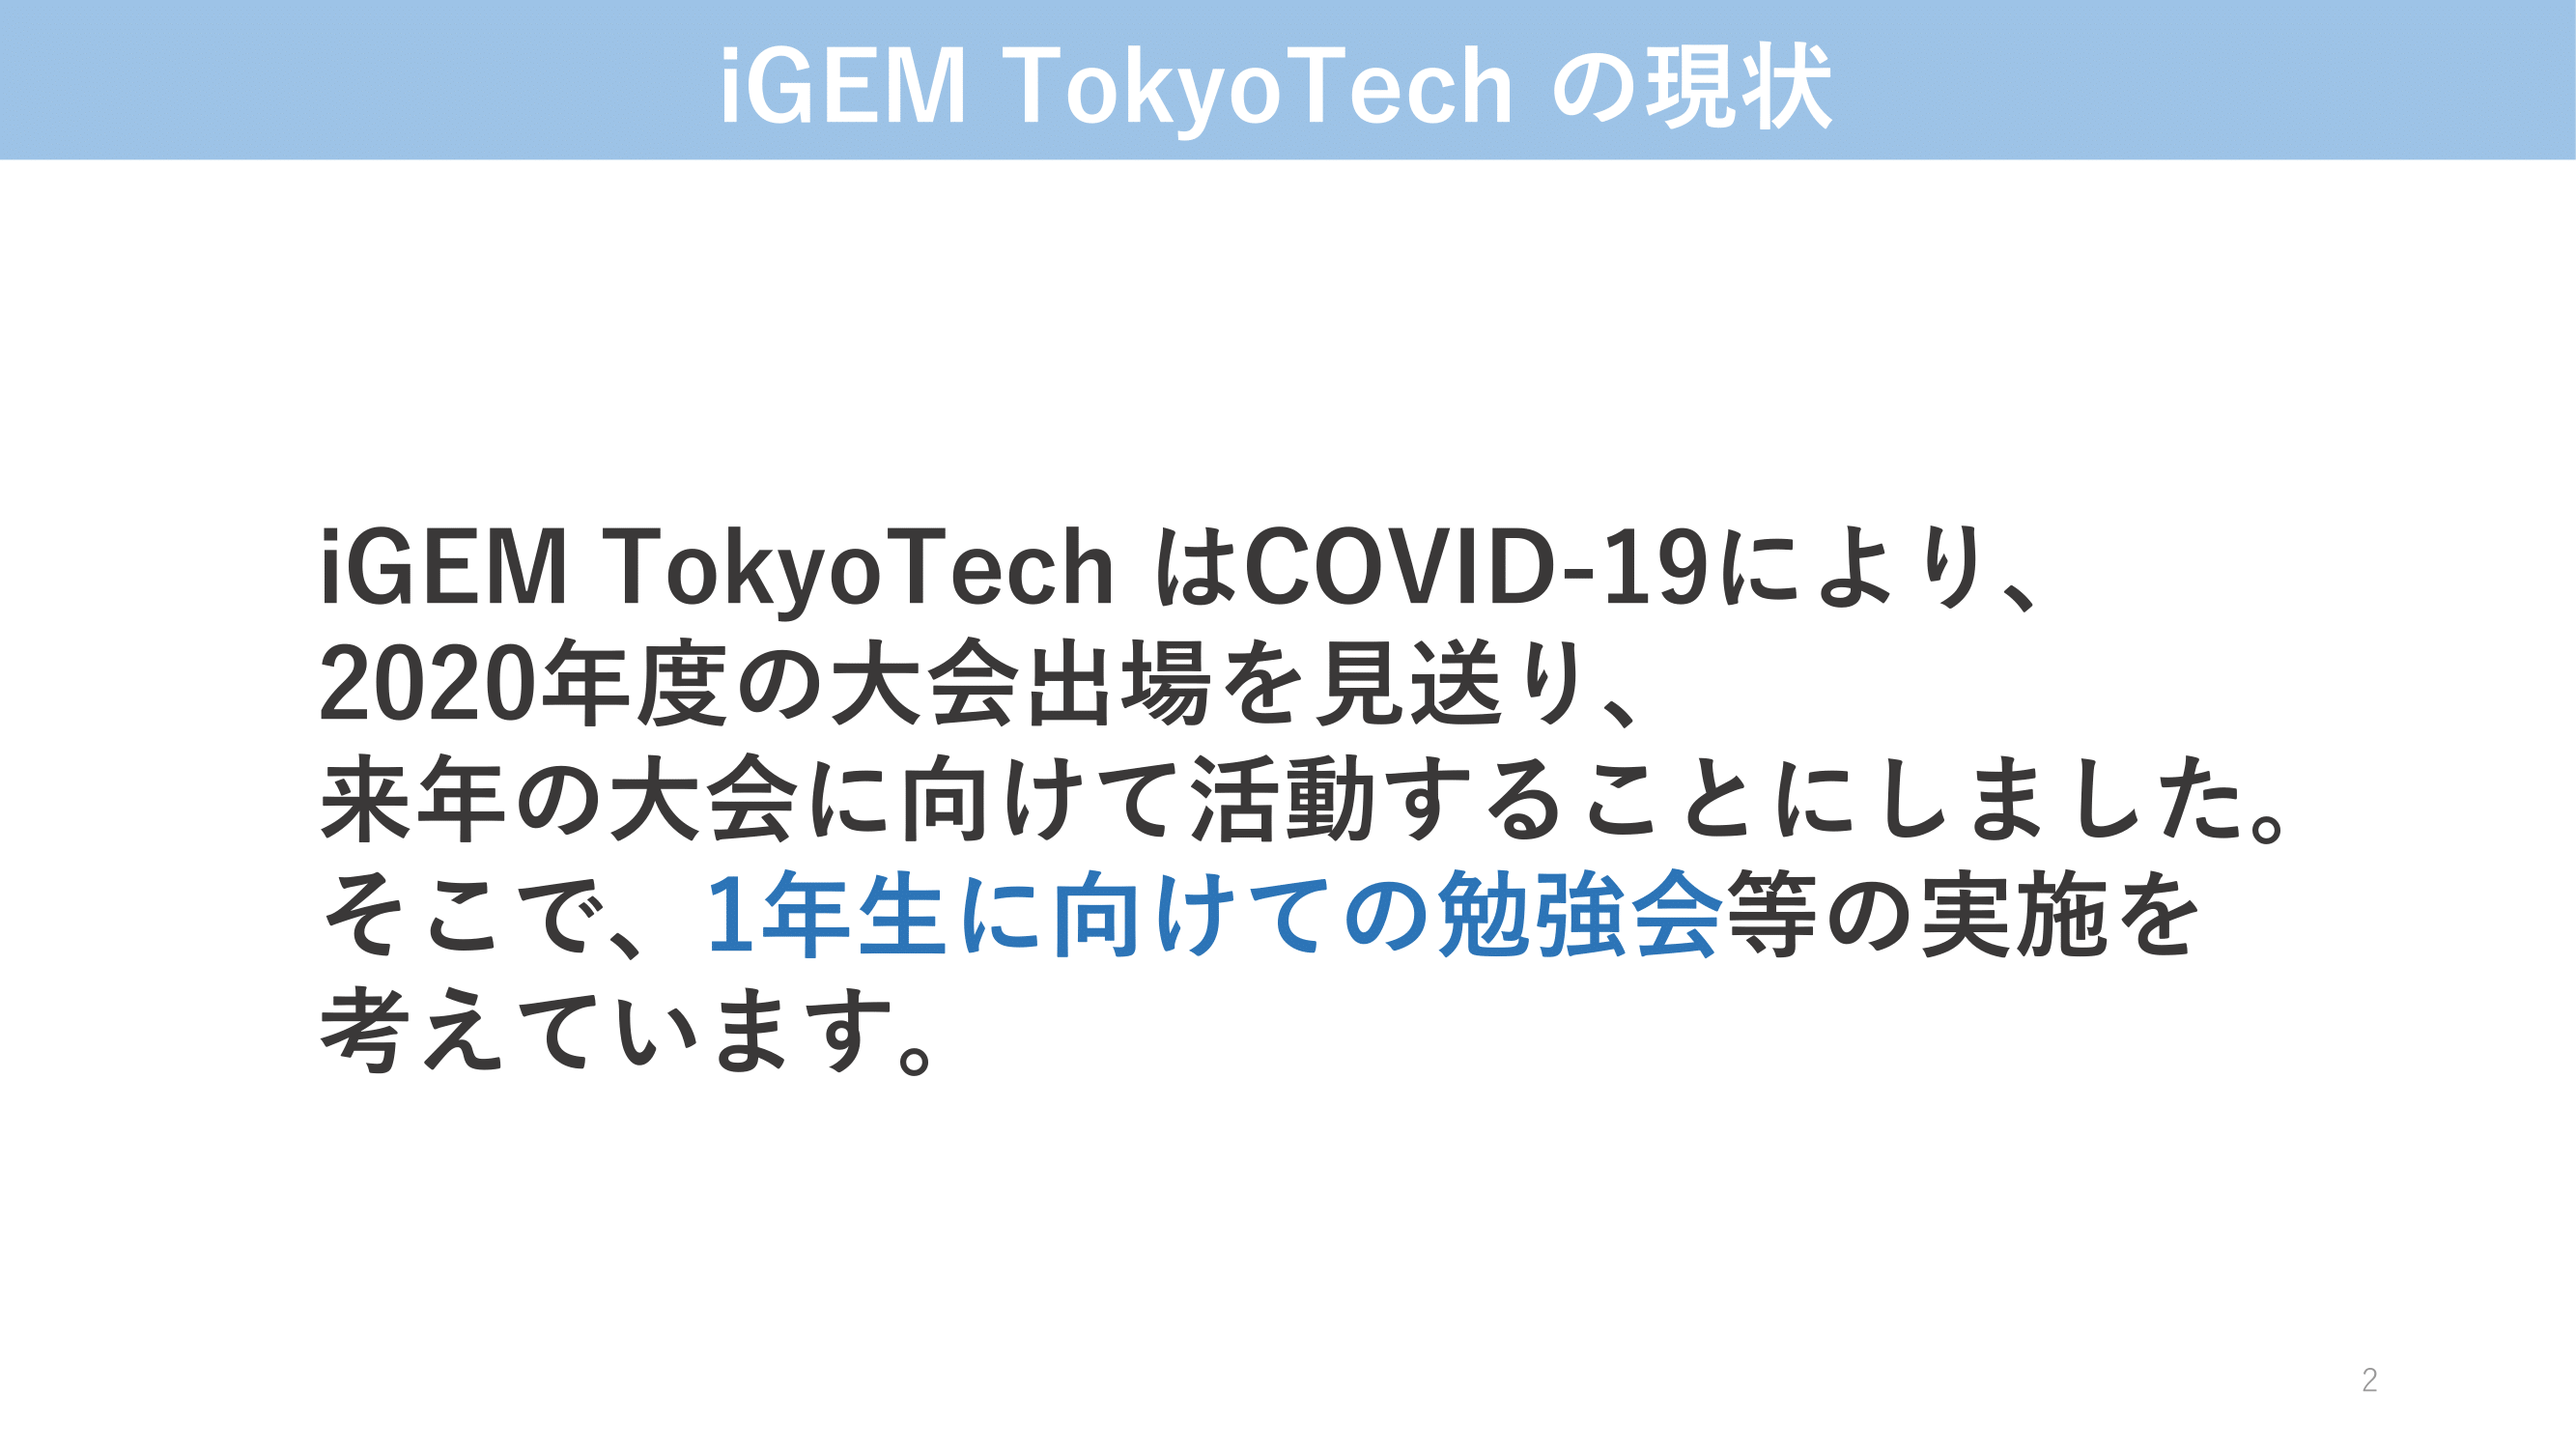 iGEM TokyoTech の現状
iGEM TokyoTech はCOVID-19により、
2020年度の大会出場を見送り、
来年の大会に向けて活動することにしました。
そこで、1年生に向けての勉強会等の実施を
考えています。
2